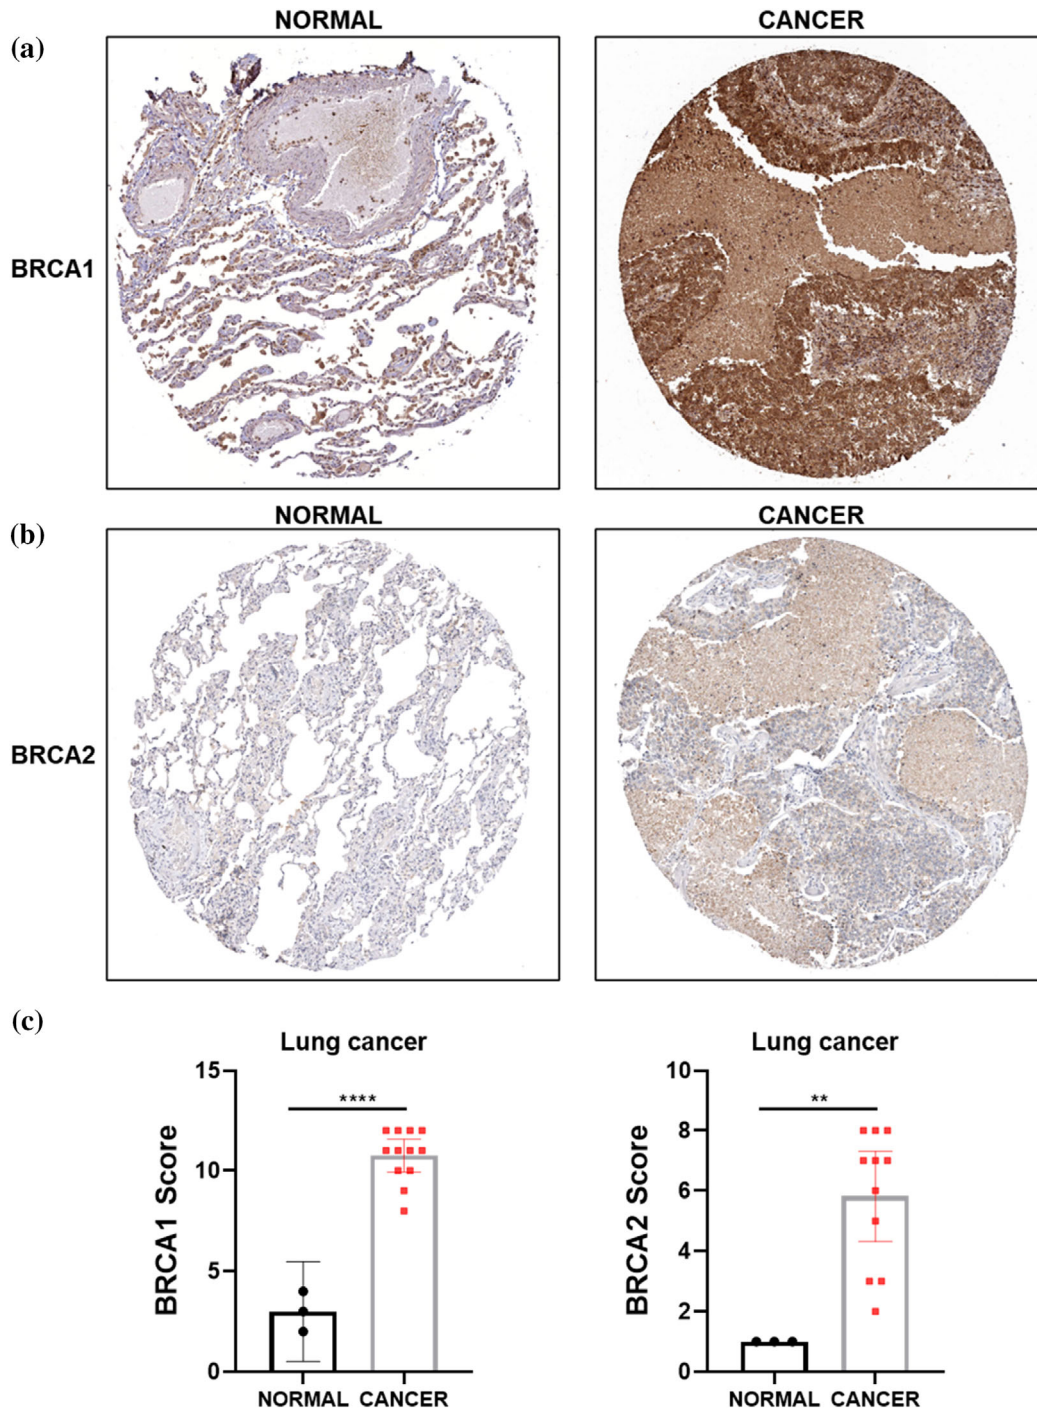 NORMAL CANCER
(a)
BRCA1
NORMAL CANCER
(b)
BRCA2
(c)
Lung cancer
BRCA1 Score
15
10
5
0
****
NORMAL CANCER
Lung cancer
BRCA2 Score
10
8
6
4
2
0
**
NORMAL CANCER